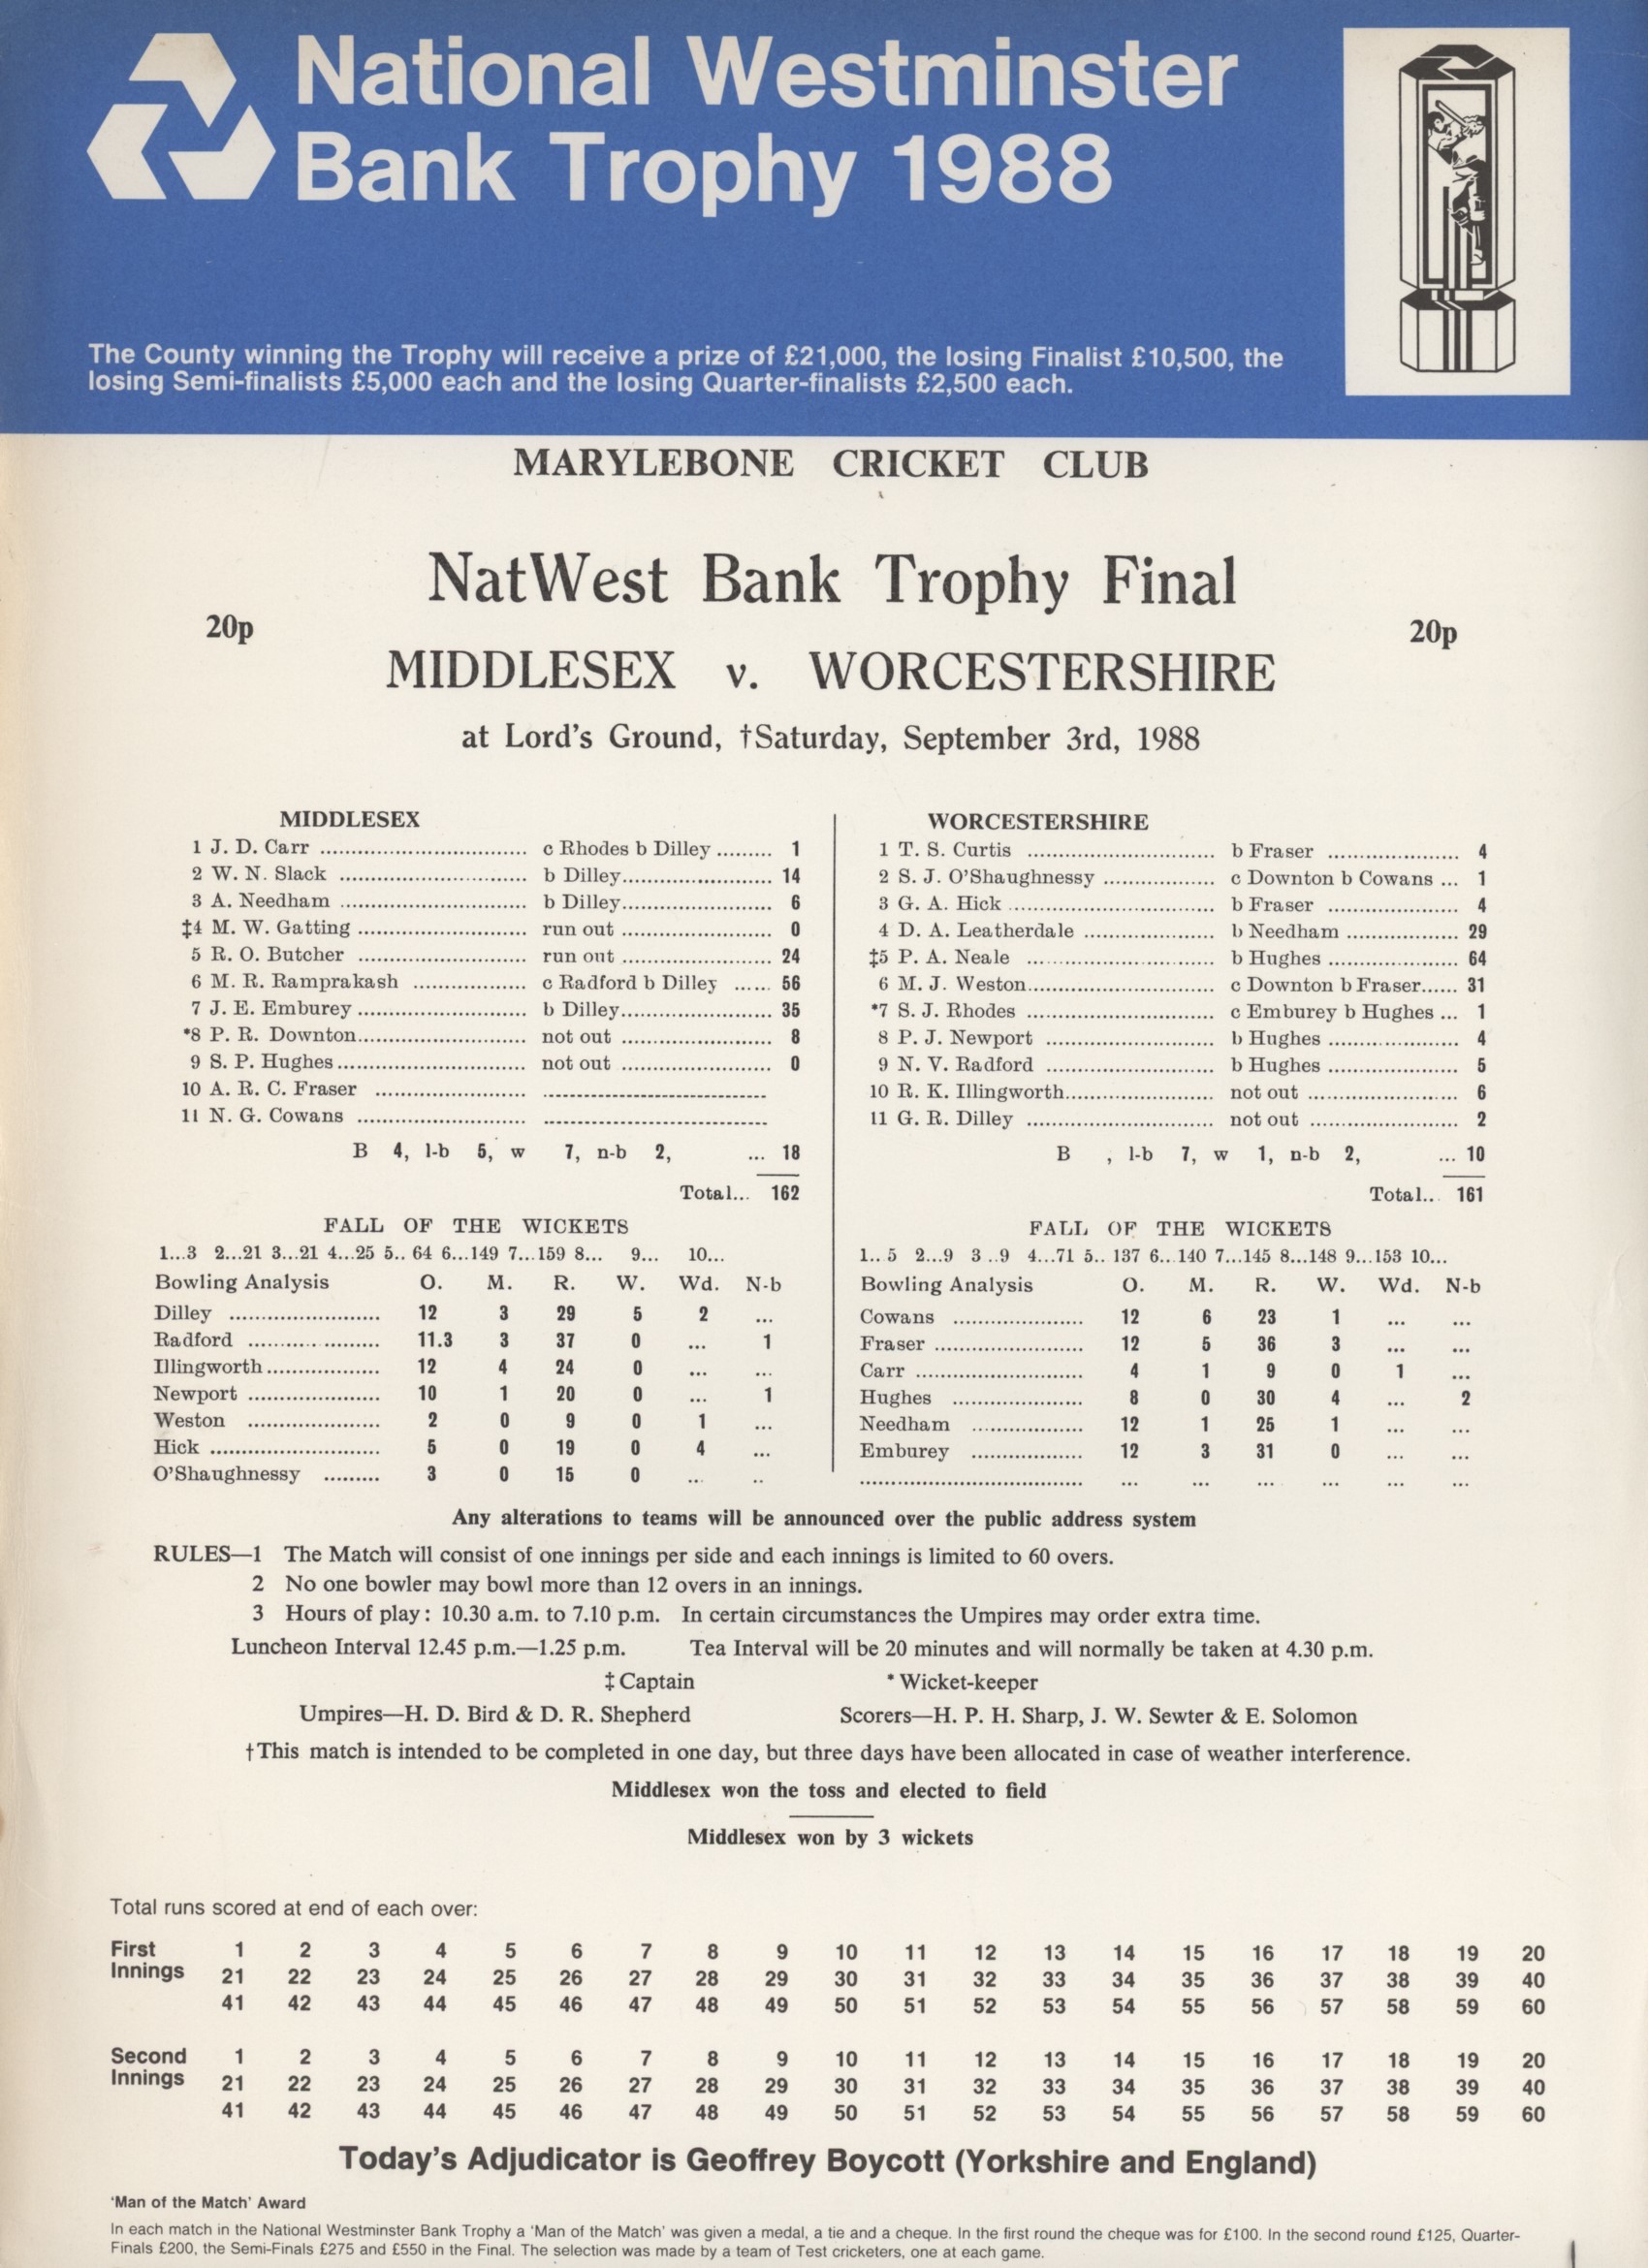 National Westminster
Bank Trophy 1988
The County winning the Trophy will receive a prize of £21,000, the losing Finalist £10,500, the
losing Semi-finalists £5,000 each and the losing Quarter-finalists £2,500 each.
MARYLEBONE CRICKET CLUB
NatWest Bank Trophy Final
20p 20p
MIDDLESEX v. WORCESTERSHIRE
at Lord's Ground, †Saturday, September 3rd, 1988
MIDDLESEX
1 J. D. Carr ................................. c Rhodes b Dilley ......... 1
2 W. N. Slack .............................. b Dilley........................ 14
3 A. Needham .............................. b Dilley........................ 6
‡4 M. W. Gatting ........................... run out ........................ 0
5 R. O. Butcher ........................... run out ........................ 24
6 M. R. Ramprakash .................. c Radford b Dilley ...... 56
7 J. E. Emburey ........................... b Dilley........................ 35
*8 P. R. Downton........................... not out ........................ 8
9 S. P. Hughes.............................. not out ........................ 0
10 A. R. C. Fraser ........................ ........................
11 N. G. Cowans ........................... ........................
B 4, l-b 5, w 7, n-b 2, ... 18
Total... 162
FALL OF THE WICKETS
1...3 2...21 3...21 4...25 5.. 64 6...149 7...159 8... 9... 10...
Bowling Analysis O. M. R. W. Wd. N-b
Dilley ........................ 12 3 29 5 2 ...
Radford ..................... 11.3 3 37 0 ... 1
Illingworth.................. 12 4 24 0 ... ...
Newport ..................... 10 1 20 0 ... 1
Weston ..................... 2 0 9 0 1 ...
Hick ........................... 5 0 19 0 4 ...
O'Shaughnessy ......... 3 0 15 0 ... ..
WORCESTERSHIRE
1 T. S. Curtis .............................. b Fraser ..................... 4
2 S. J. O'Shaughnessy .................. c Downton b Cowans ... 1
3 G. A. Hick ................................. b Fraser ..................... 4
4 D. A. Leatherdale ..................... b Needham .................. 29
‡5 P. A. Neale .............................. b Hughes ..................... 64
6 M. J. Weston.............................. c Downton b Fraser...... 31
*7 S. J. Rhodes .............................. c Emburey b Hughes ... 1
8 P. J. Newport ........................... b Hughes ..................... 4
9 N. V. Radford ........................... b Hughes ..................... 5
10 R. K. Illingworth........................ not out ........................ 6
11 G. R. Dilley .............................. not out ........................ 2
B , l-b 7, w 1, n-b 2, ... 10
Total... 161
FALL OF THE WICKETS
1.. 5 2...9 3 ..9 4...71 5.. 137 6.. 140 7...145 8...148 9...153 10...
Bowling Analysis O. M. R. W. Wd. N-b
Cowans ..................... 12 6 23 1 ... ...
Fraser ........................ 12 5 36 3 ... ...
Carr ........................... 4 1 9 0 1 ...
Hughes ..................... 8 0 30 4 ... 2
Needham .................. 12 1 25 1 ... ...
Emburey .................. 12 3 31 0 ... ...
.................................... ... ... ... ... ... ...
Any alterations to teams will be announced over the public address system
RULES—1 The Match will consist of one innings per side and each innings is limited to 60 overs.
2 No one bowler may bowl more than 12 overs in an innings.
3 Hours of play: 10.30 a.m. to 7.10 p.m. In certain circumstances the Umpires may order extra time.
Luncheon Interval 12.45 p.m.—1.25 p.m. Tea Interval will be 20 minutes and will normally be taken at 4.30 p.m.
‡ Captain * Wicket-keeper
Umpires—H. D. Bird & D. R. Shepherd Scorers—H. P. H. Sharp, J. W. Sewter & E. Solomon
†This match is intended to be completed in one day, but three days have been allocated in case of weather interference.
Middlesex won the toss and elected to field
Middlesex won by 3 wickets
Total runs scored at end of each over:
First 1 2 3 4 5 6 7 8 9 10 11 12 13 14 15 16 17 18 19 20
Innings 21 22 23 24 25 26 27 28 29 30 31 32 33 34 35 36 37 38 39 40
41 42 43 44 45 46 47 48 49 50 51 52 53 54 55 56 57 58 59 60
Second 1 2 3 4 5 6 7 8 9 10 11 12 13 14 15 16 17 18 19 20
Innings 21 22 23 24 25 26 27 28 29 30 31 32 33 34 35 36 37 38 39 40
41 42 43 44 45 46 47 48 49 50 51 52 53 54 55 56 57 58 59 60
Today's Adjudicator is Geoffrey Boycott (Yorkshire and England)
'Man of the Match' Award
In each match in the National Westminster Bank Trophy a 'Man of the Match' was given a medal, a tie and a cheque. In the first round the cheque was for £100. In the second round £125, Quarter-
Finals £200, the Semi-Finals £275 and £550 in the Final. The selection was made by a team of Test cricketers, one at each game.